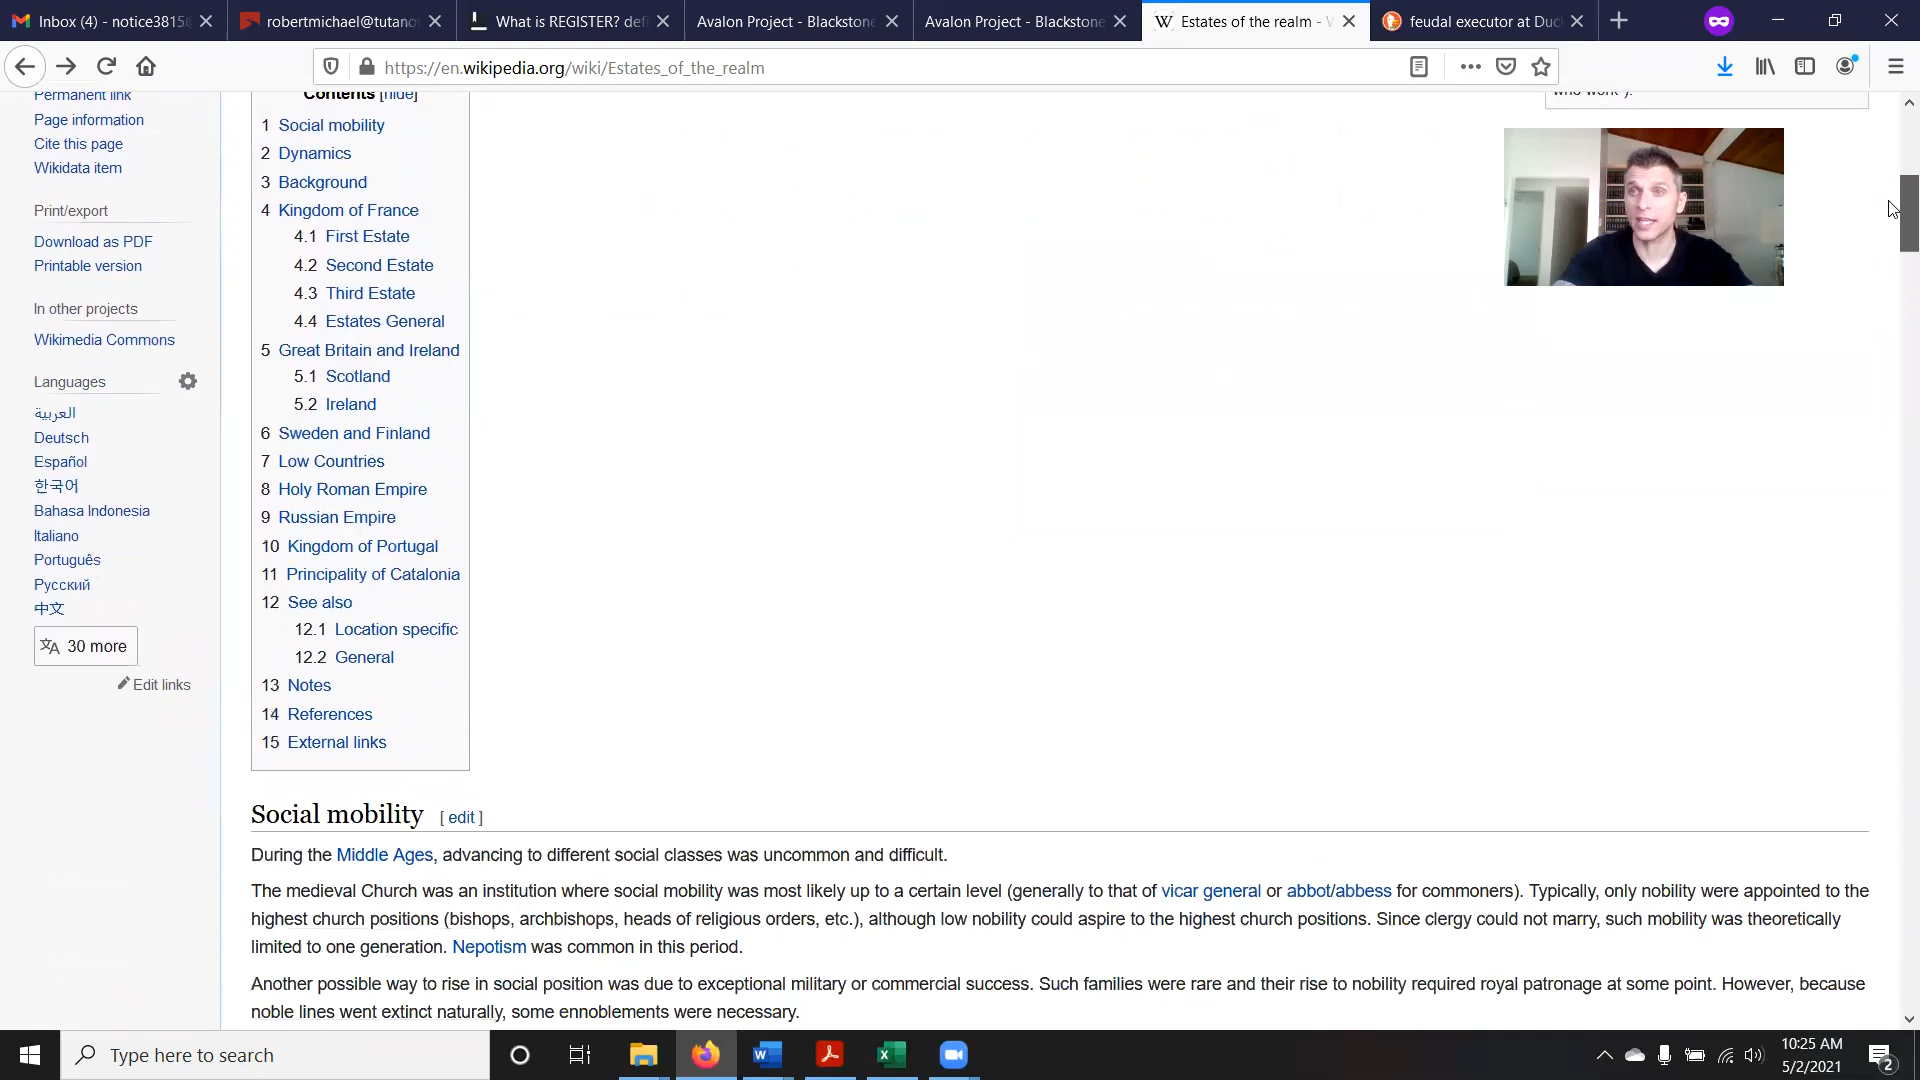 Inbox (4) - notice3815
robertmichael@tutano
What is REGISTER? defi
Avalon Project - Blackstone
Avalon Project - Blackstone
Estates of the realm - W
feudal executor at Duc
https://en.wikipedia.org/wiki/Estates_of_the_realm
Permanent link
Page information
Cite this page
Wikidata item
Print/export
Download as PDF
Printable version
In other projects
Wikimedia Commons
Languages
العربية
Deutsch
Español
한국어
Bahasa Indonesia
Italiano
Português
Русский
中文
30 more
Edit links
Contents [hide]
1 Social mobility
2 Dynamics
3 Background
4 Kingdom of France
4.1 First Estate
4.2 Second Estate
4.3 Third Estate
4.4 Estates General
5 Great Britain and Ireland
5.1 Scotland
5.2 Ireland
6 Sweden and Finland
7 Low Countries
8 Holy Roman Empire
9 Russian Empire
10 Kingdom of Portugal
11 Principality of Catalonia
12 See also
12.1 Location specific
12.2 General
13 Notes
14 References
15 External links
who work").
Social mobility [ edit ]
During the Middle Ages, advancing to different social classes was uncommon and difficult.
The medieval Church was an institution where social mobility was most likely up to a certain level (generally to that of vicar general or abbot/abbess for commoners). Typically, only nobility were appointed to the
highest church positions (bishops, archbishops, heads of religious orders, etc.), although low nobility could aspire to the highest church positions. Since clergy could not marry, such mobility was theoretically
limited to one generation. Nepotism was common in this period.
Another possible way to rise in social position was due to exceptional military or commercial success. Such families were rare and their rise to nobility required royal patronage at some point. However, because
noble lines went extinct naturally, some ennoblements were necessary.
Type here to search
10:25 AM
5/2/2021
2